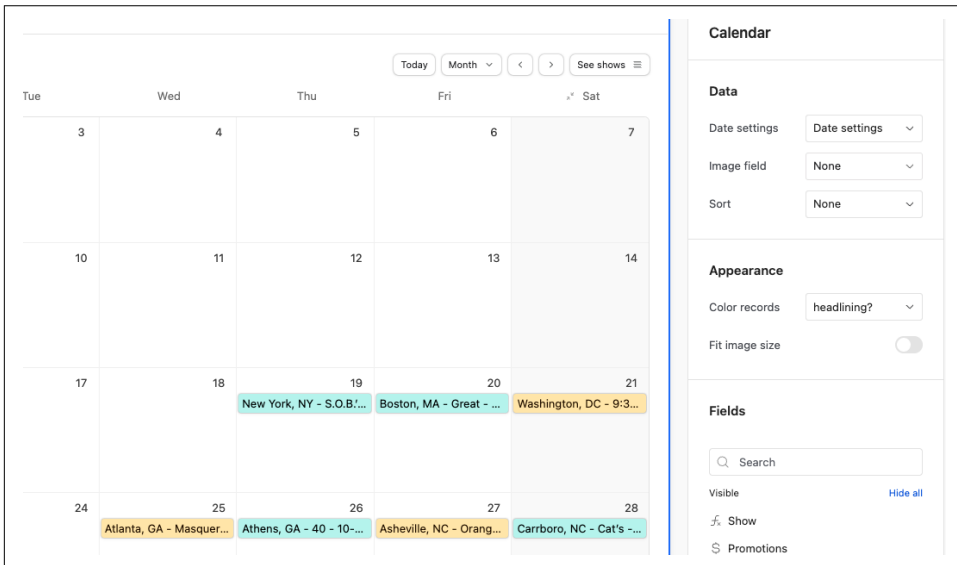 Today
Month
See shows
Tue Wed Thu Fri Sat
3 4 5 6 7
10 11 12 13 14
17 18 19 20 21
New York, NY - S.O.B.'... Boston, MA - Great - ... Washington, DC - 9:3...
24 25 26 27 28
Atlanta, GA - Masquer... Athens, GA - 40 - 10-... Asheville, NC - Orang... Carrboro, NC - Cat's -...
Calendar
Data
Date settings Date settings
Image field None
Sort None
Appearance
Color records headlining?
Fit image size
Fields
Search
Visible Hide all
Show
Promotions